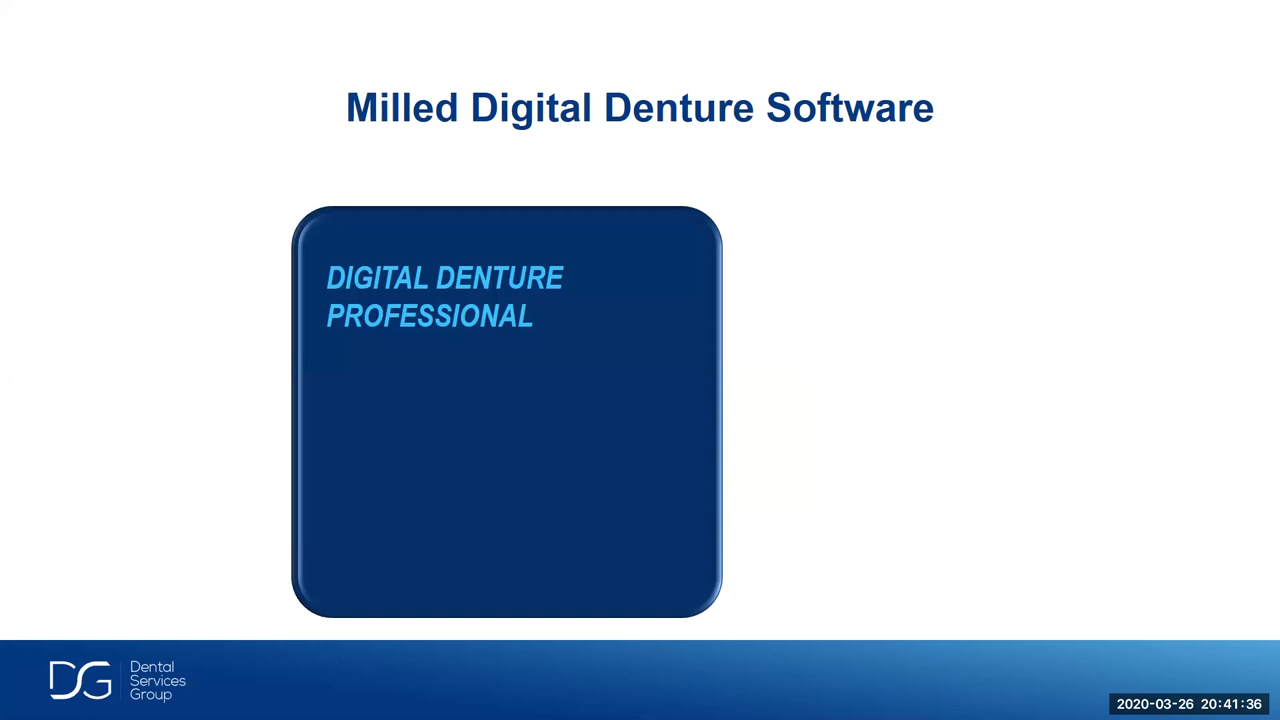 Milled Digital Denture Software
DIGITAL DENTURE
PROFESSIONAL
DG
Dental
Services
Group
2020-03-26 20:41:36